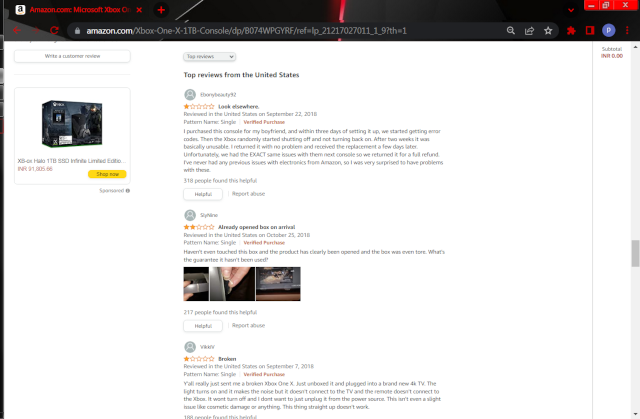 Amazon.com: Microsoft Xbox On
amazon.com/Xbox-One-X-1TB-Console/dp/B074WPGYRF/ref=lp_21217027011_1_9?th=1
P
Write a customer review
XB-ox Halo 1TB SSD Infinite Limited Editio...
INR 91,805.66
Shop now
Sponsored
Top reviews
Top reviews from the United States
Ebonybeauty92
Look elsewhere.
Reviewed in the United States on September 22, 2018
Pattern Name: Single | Verified Purchase
I purchased this console for my boyfriend, and within three days of setting it up, we started getting error
codes. Then the Xbox randomly started shutting off and not turning back on. After two weeks it was
basically unusable. I returned it with no problem and received the replacement a few days later.
Unfortunately, we had the EXACT same issues with them next console so we returned it for a full refund.
I've never had any previous issues with electronics from Amazon, so I was very surprised to have problems
with these.
318 people found this helpful
Helpful | Report abuse
SlyNine
Already opened box on arrival
Reviewed in the United States on October 25, 2018
Pattern Name: Single | Verified Purchase
Haven't even touched this box and the product has clearly been opened and the box was even tore. What's
the guarantee it hasn't been used?
217 people found this helpful
Helpful | Report abuse
VikkiV
Broken
Reviewed in the United States on September 7, 2018
Pattern Name: Single | Verified Purchase
Y'all really just sent me a broken Xbox One X. Just unboxed it and plugged into a brand new 4k TV. The
light turns on and it makes the noise but it doesn't connect to the TV and the remote doesn't connect to
the Xbox. It wont turn off and I dont want to just unplug it from the power source. This isn't even a slight
issue like cosmetic damage or anything. This thing straight up doesn't work.
188 people found this helpful
Subtotal
INR 0.00